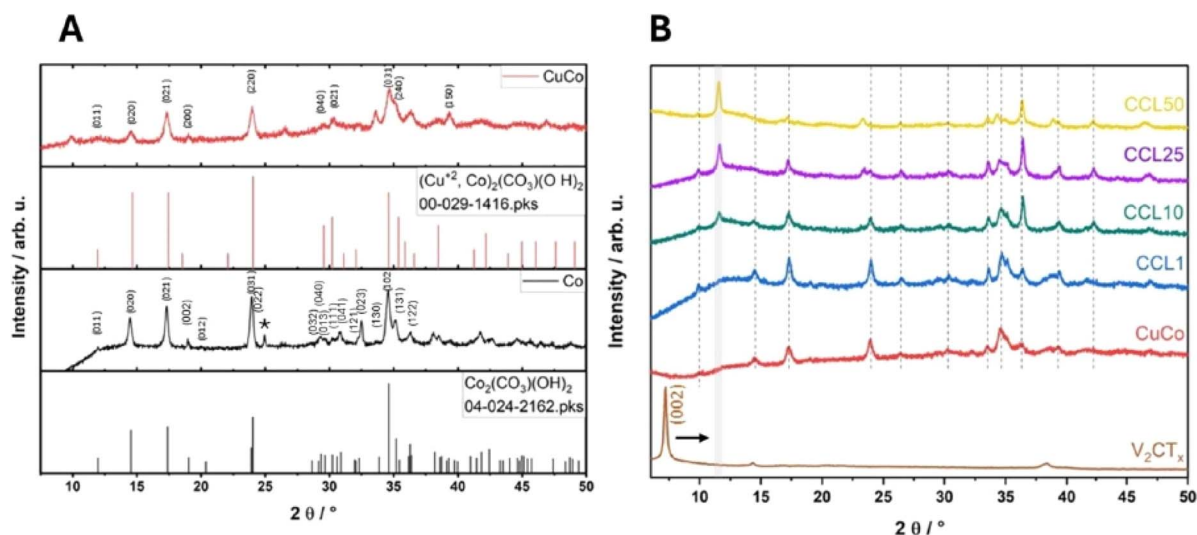 A
CuCo
(011)
(020)
(021)
(200)
(220)
(040)
(021)
(031)
(240)
(150)
(Cu⁺², Co)₂(CO₃)(O H)₂
00-029-1416.pks
Co
(011)
(020)
(021)
(002)
(012)
(031)
(022)
*
(032)
(040)
(013)
(111)
(041)
(121)
(023)
(130)
(102
(131)
(122)
Co₂(CO₃)(OH)₂
04-024-2162.pks
Intensity / arb. u.
10 15 20 25 30 35 40 45 50
2 θ / °
B
CCL50
CCL25
CCL10
CCL1
CuCo
(002)
V₂CTₓ
Intensity / arb. u.
10 15 20 25 30 35 40 45 50
2 θ / °